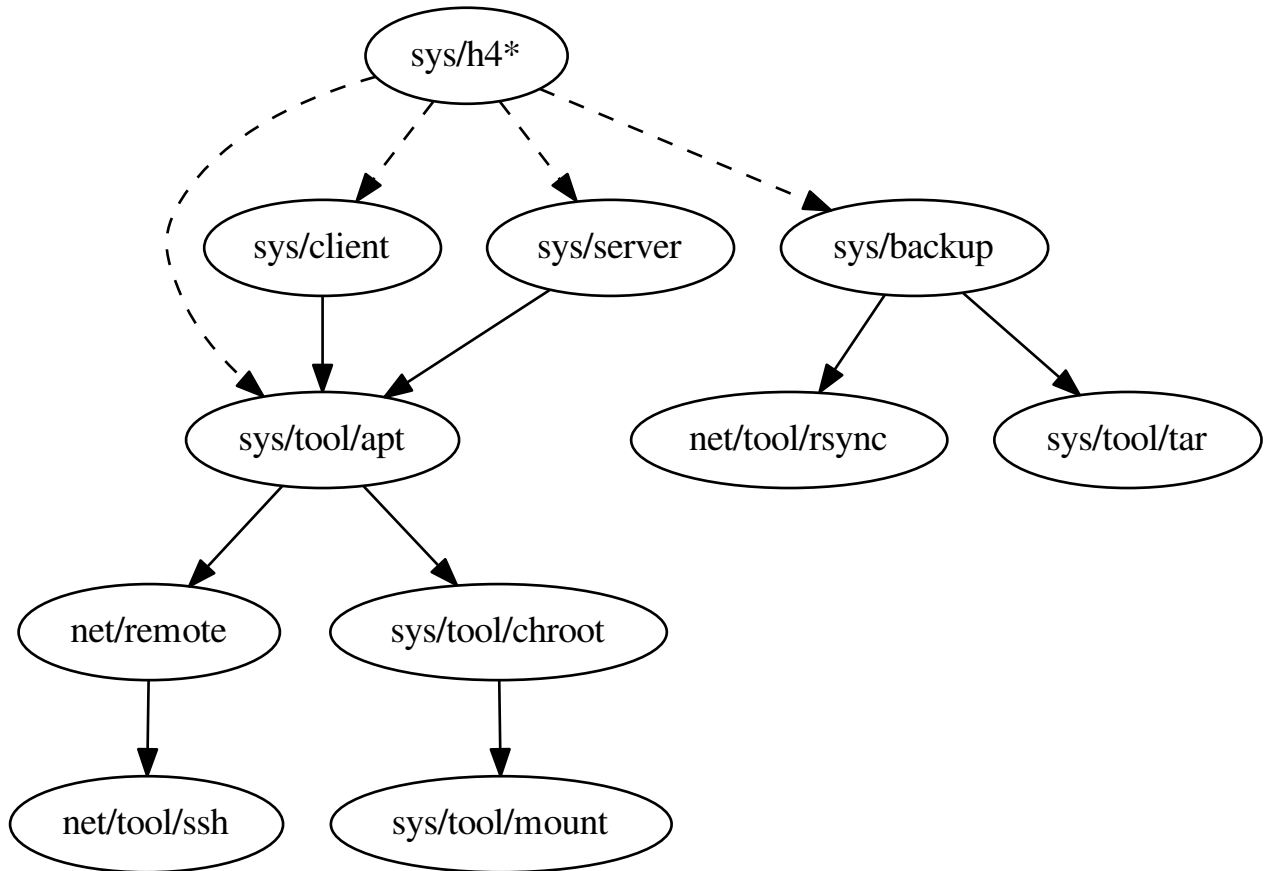 sys/h4*
sys/client
sys/server
sys/backup
sys/tool/apt
net/tool/rsync
sys/tool/tar
net/remote
sys/tool/chroot
net/tool/ssh
sys/tool/mount